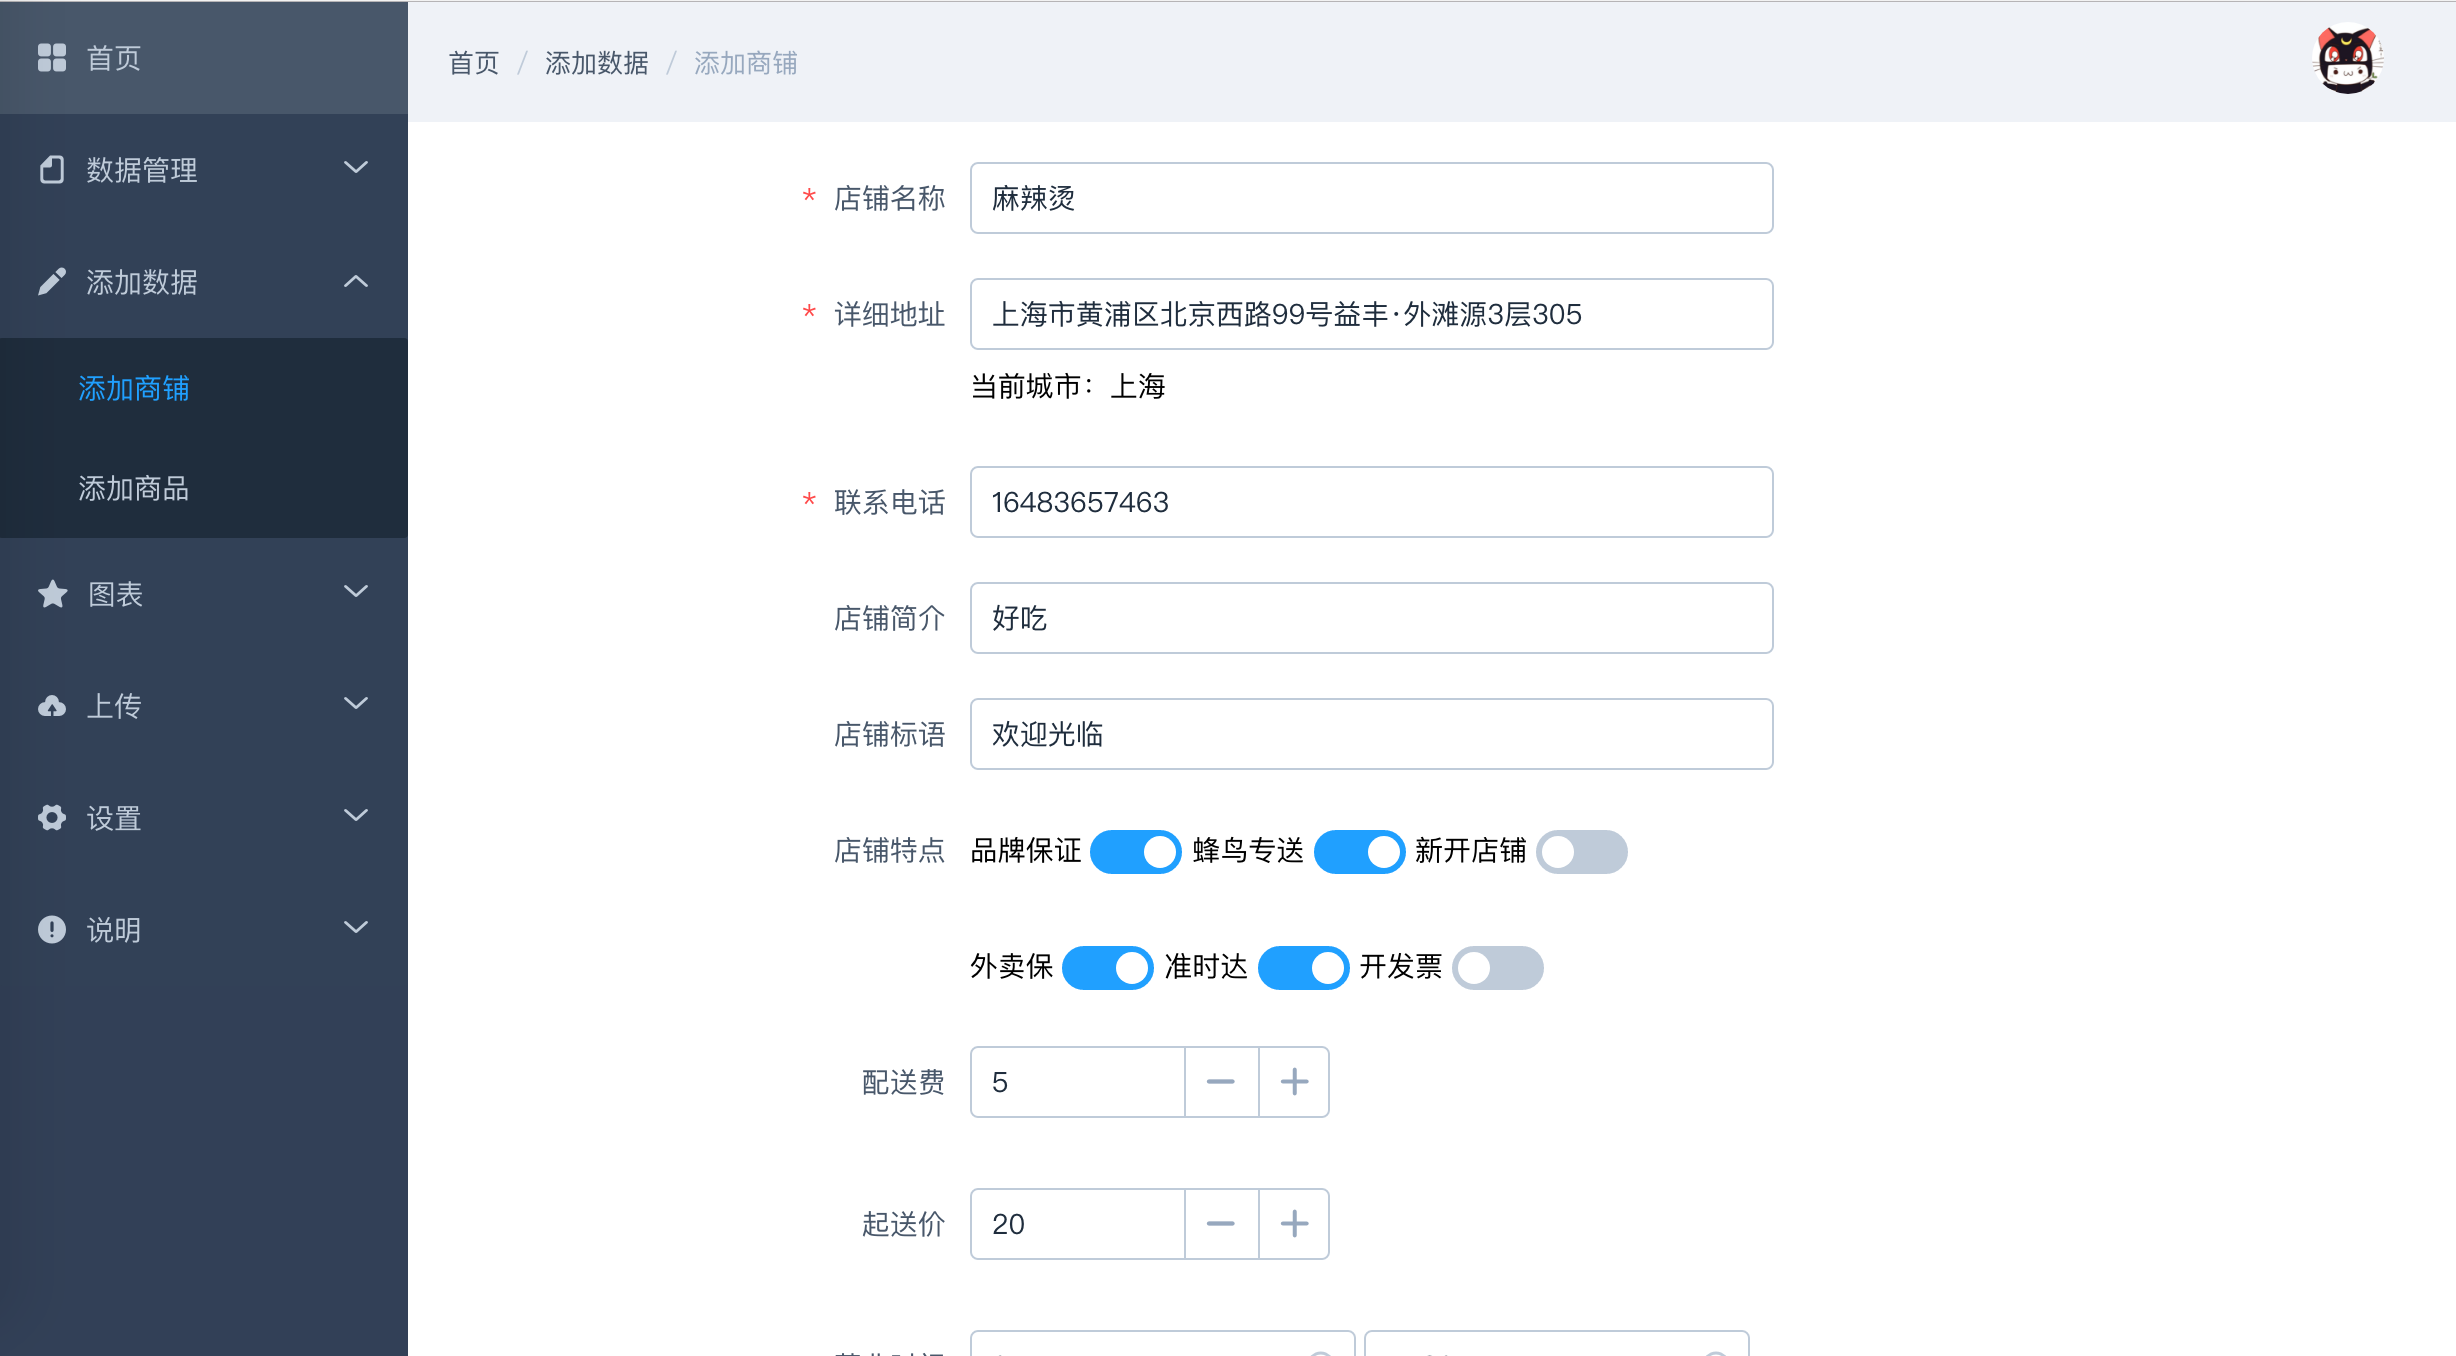 首页
数据管理
添加数据
添加商铺
添加商品
图表
上传
设置
说明
首页 / 添加数据 / 添加商铺
* 店铺名称 麻辣烫
* 详细地址 上海市黄浦区北京西路99号益丰·外滩源3层305
当前城市：上海
* 联系电话 16483657463
店铺简介 好吃
店铺标语 欢迎光临
店铺特点 品牌保证 蜂鸟专送 新开店铺
外卖保 准时达 开发票
配送费 5
起送价 20